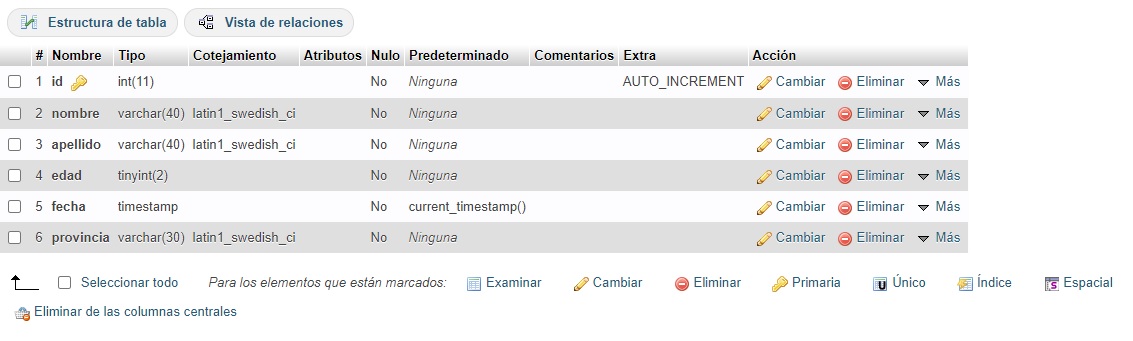 Estructura de tabla Vista de relaciones
# Nombre Tipo Cotejamiento Atributos Nulo Predeterminado Comentarios Extra Acción
1 id int(11) No Ninguna AUTO_INCREMENT Cambiar Eliminar Más
2 nombre varchar(40) latin1_swedish_ci No Ninguna Cambiar Eliminar Más
3 apellido varchar(40) latin1_swedish_ci No Ninguna Cambiar Eliminar Más
4 edad tinyint(2) No Ninguna Cambiar Eliminar Más
5 fecha timestamp No current_timestamp() Cambiar Eliminar Más
6 provincia varchar(30) latin1_swedish_ci No Ninguna Cambiar Eliminar Más
Seleccionar todo Para los elementos que están marcados: Examinar Cambiar Eliminar Primaria Único Índice Espacial
Eliminar de las columnas centrales